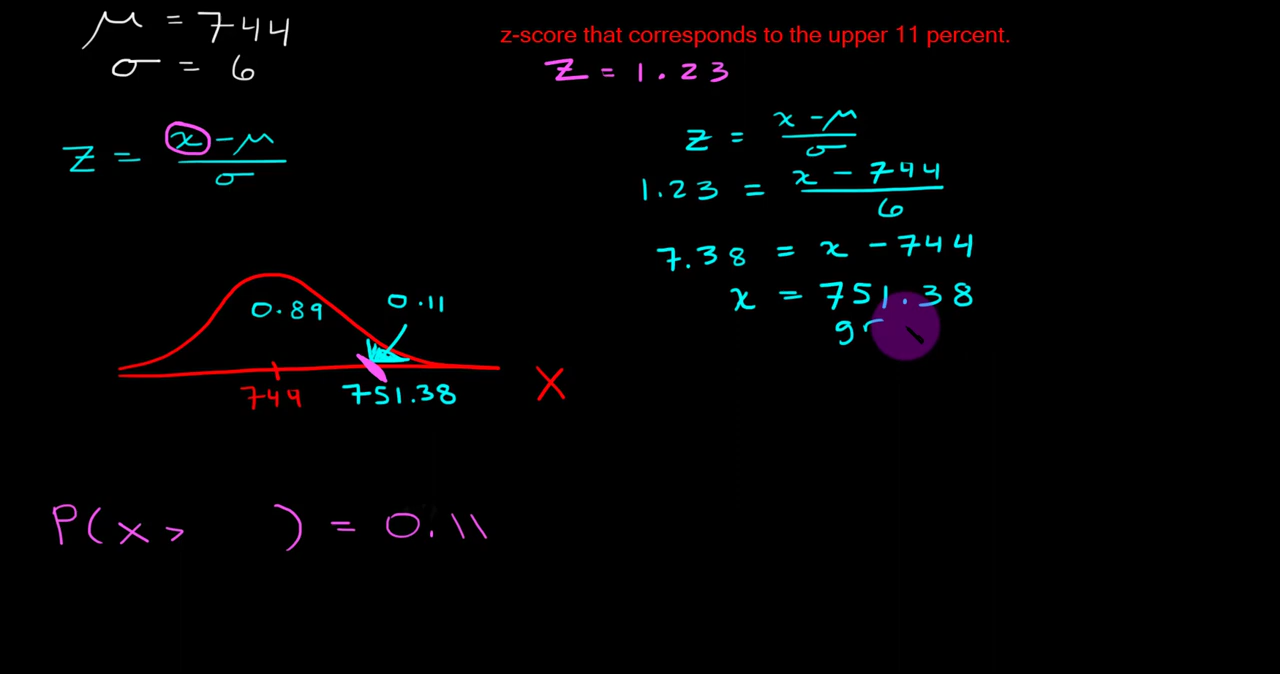 μ = 744
σ = 6
z = x - μ / σ
z-score that corresponds to the upper 11 percent.
z = 1.23
z = x - μ / σ
1.23 = x - 744 / 6
7.38 = x - 744
x = 751.38
0.89
0.11
744
751.38
X
P(x > ) = 0.11